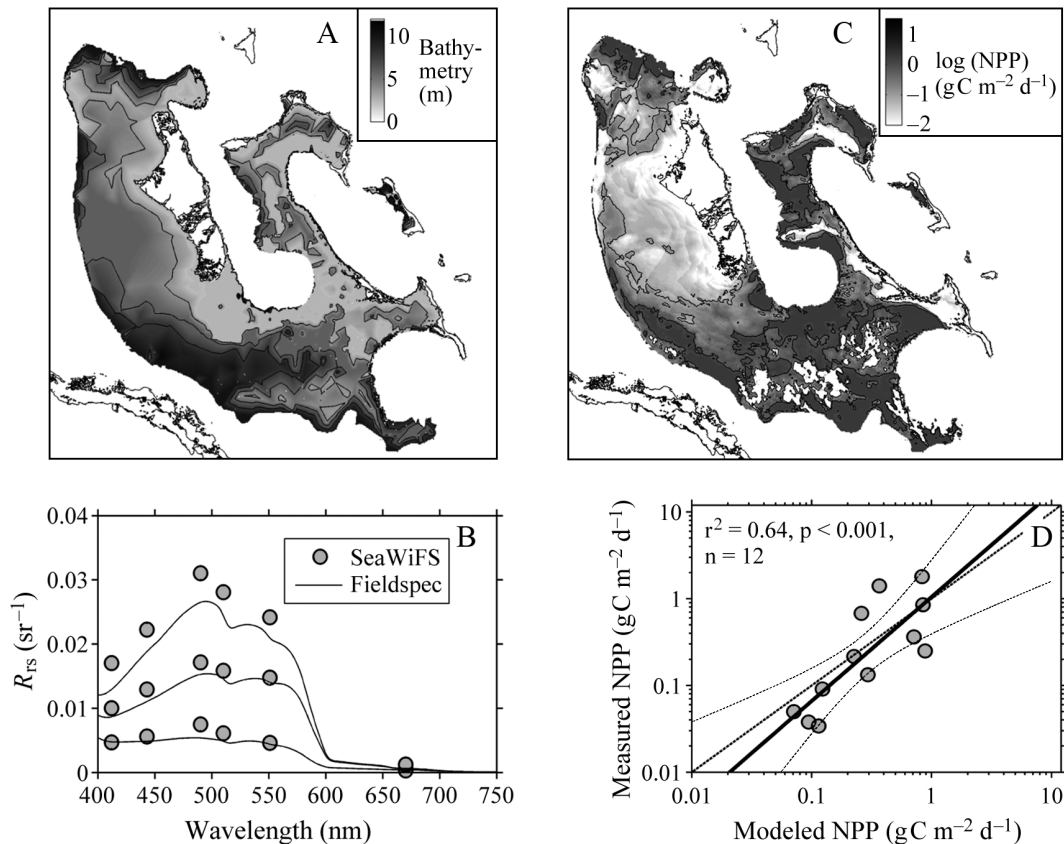 A
Bathy-
metry
(m)
10
5
0
C
log (NPP)
(gC m⁻² d⁻¹)
1
0
−1
−2
B
SeaWiFS
Fieldspec
Rrs (sr⁻¹)
0.04
0.03
0.02
0.01
0
400 450 500 550 600 650 700 750
Wavelength (nm)
D
r² = 0.64, p < 0.001,
n = 12
Measured NPP (gC m⁻² d⁻¹)
10
1
0.1
0.01
0.01 0.1 1 10
Modeled NPP (gC m⁻² d⁻¹)